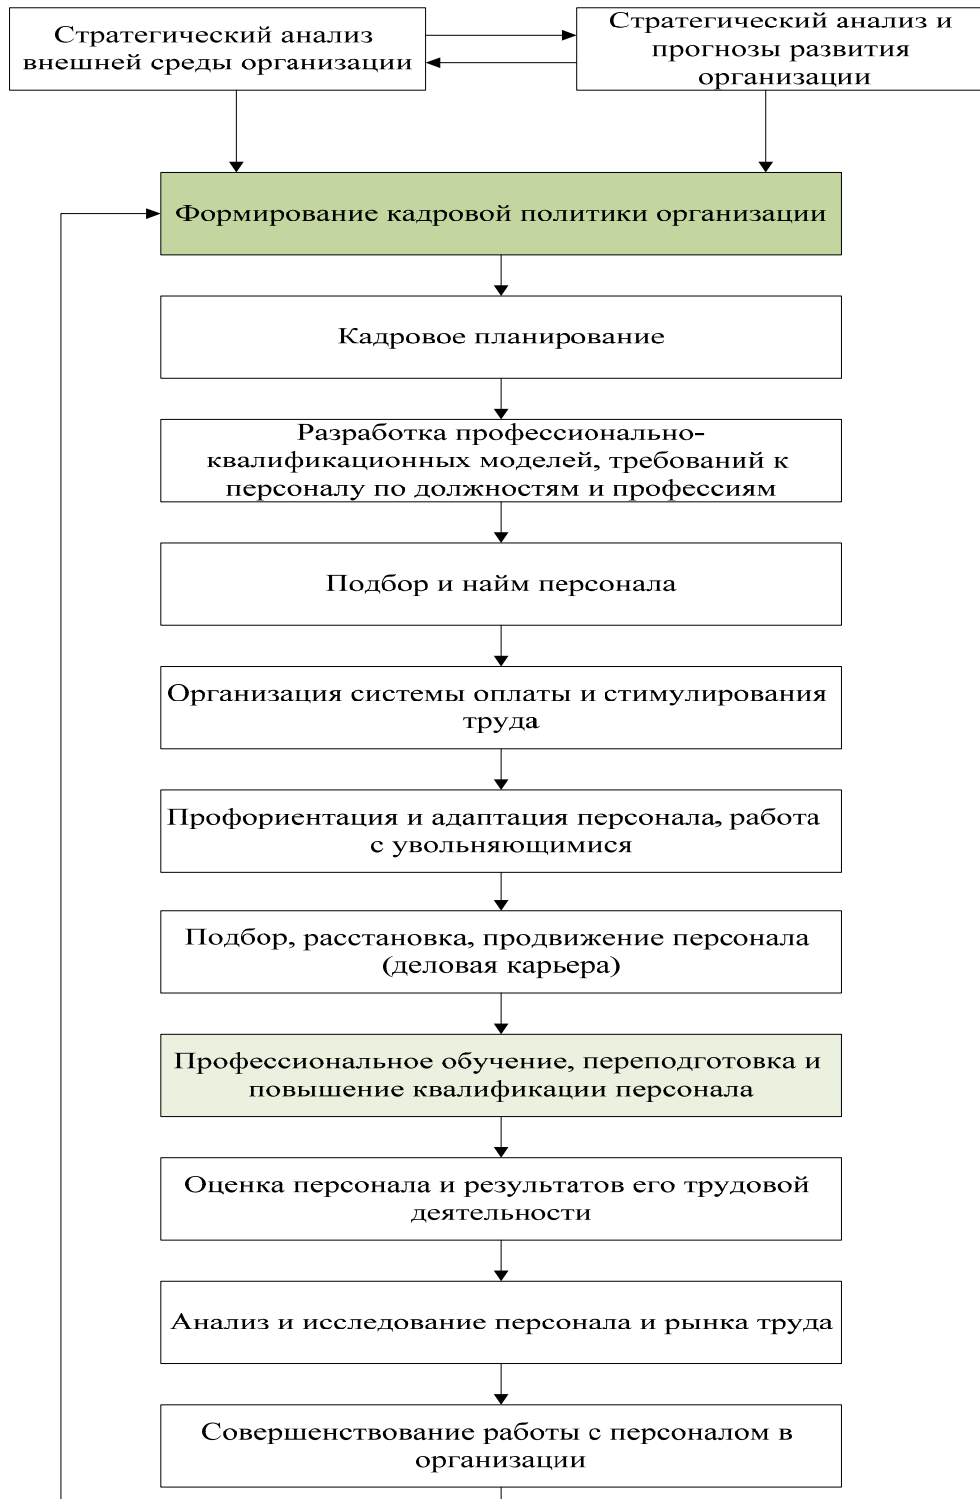 Стратегический анализ
внешней среды организации
Стратегический анализ и
прогнозы развития
организации
Формирование кадровой политики организации
Кадровое планирование
Разработка профессионально-
квалификационных моделей, требований к
персоналу по должностям и профессиям
Подбор и найм персонала
Организация системы оплаты и стимулирования
труда
Профориентация и адаптация персонала, работа
с увольняющимися
Подбор, расстановка, продвижение персонала
(деловая карьера)
Профессиональное обучение, переподготовка и
повышение квалификации персонала
Оценка персонала и результатов его трудовой
деятельности
Анализ и исследование персонала и рынка труда
Совершенствование работы с персоналом в
организации